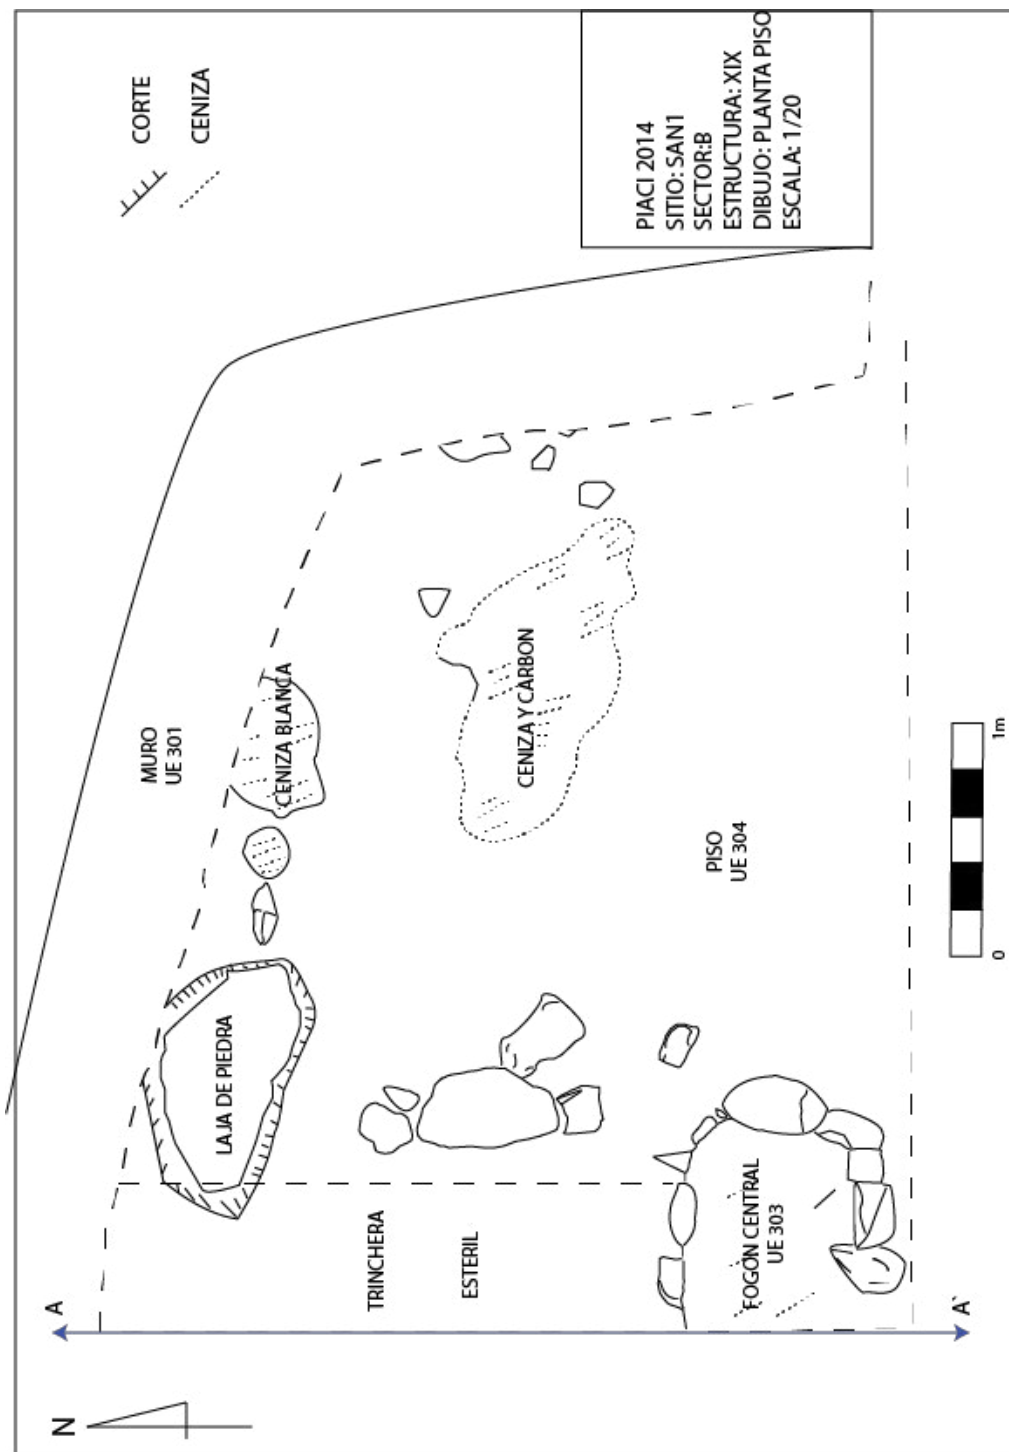 CORTE
CENIZA
PIACI 2014
SITIO: SAN1
SECTOR:B
ESTRUCTURA: XIX
DIBUJO: PLANTA PISO
ESCALA: 1/20
MURO
UE 301
CENIZA BLANCA
CENIZA Y CARBON
PISO
UE 304
LAJA DE PIEDRA
TRINCHERA
ESTERIL
FOGON CENTRAL
UE 303
A
A`
N
0
1m